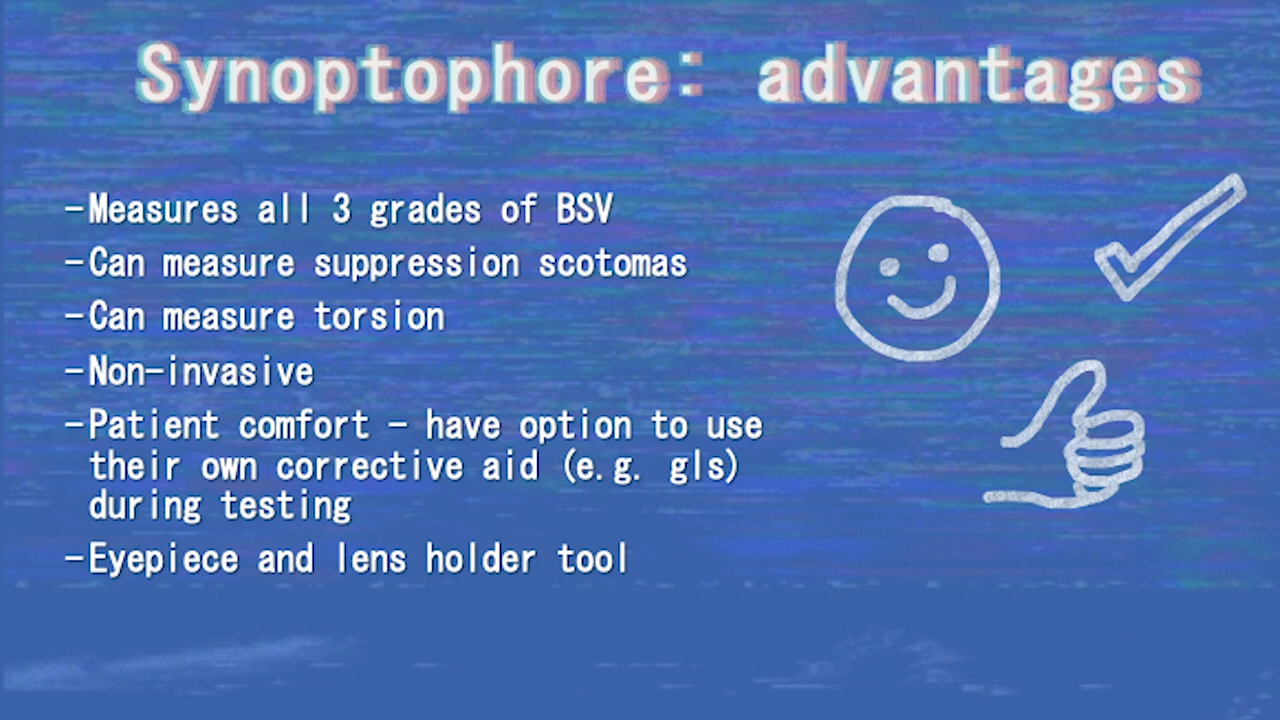 Synoptophore: advantages
-Measures all 3 grades of BSV
-Can measure suppression scotomas
-Can measure torsion
-Non-invasive
-Patient comfort - have option to use
their own corrective aid (e.g. gls)
during testing
-Eyepiece and lens holder tool